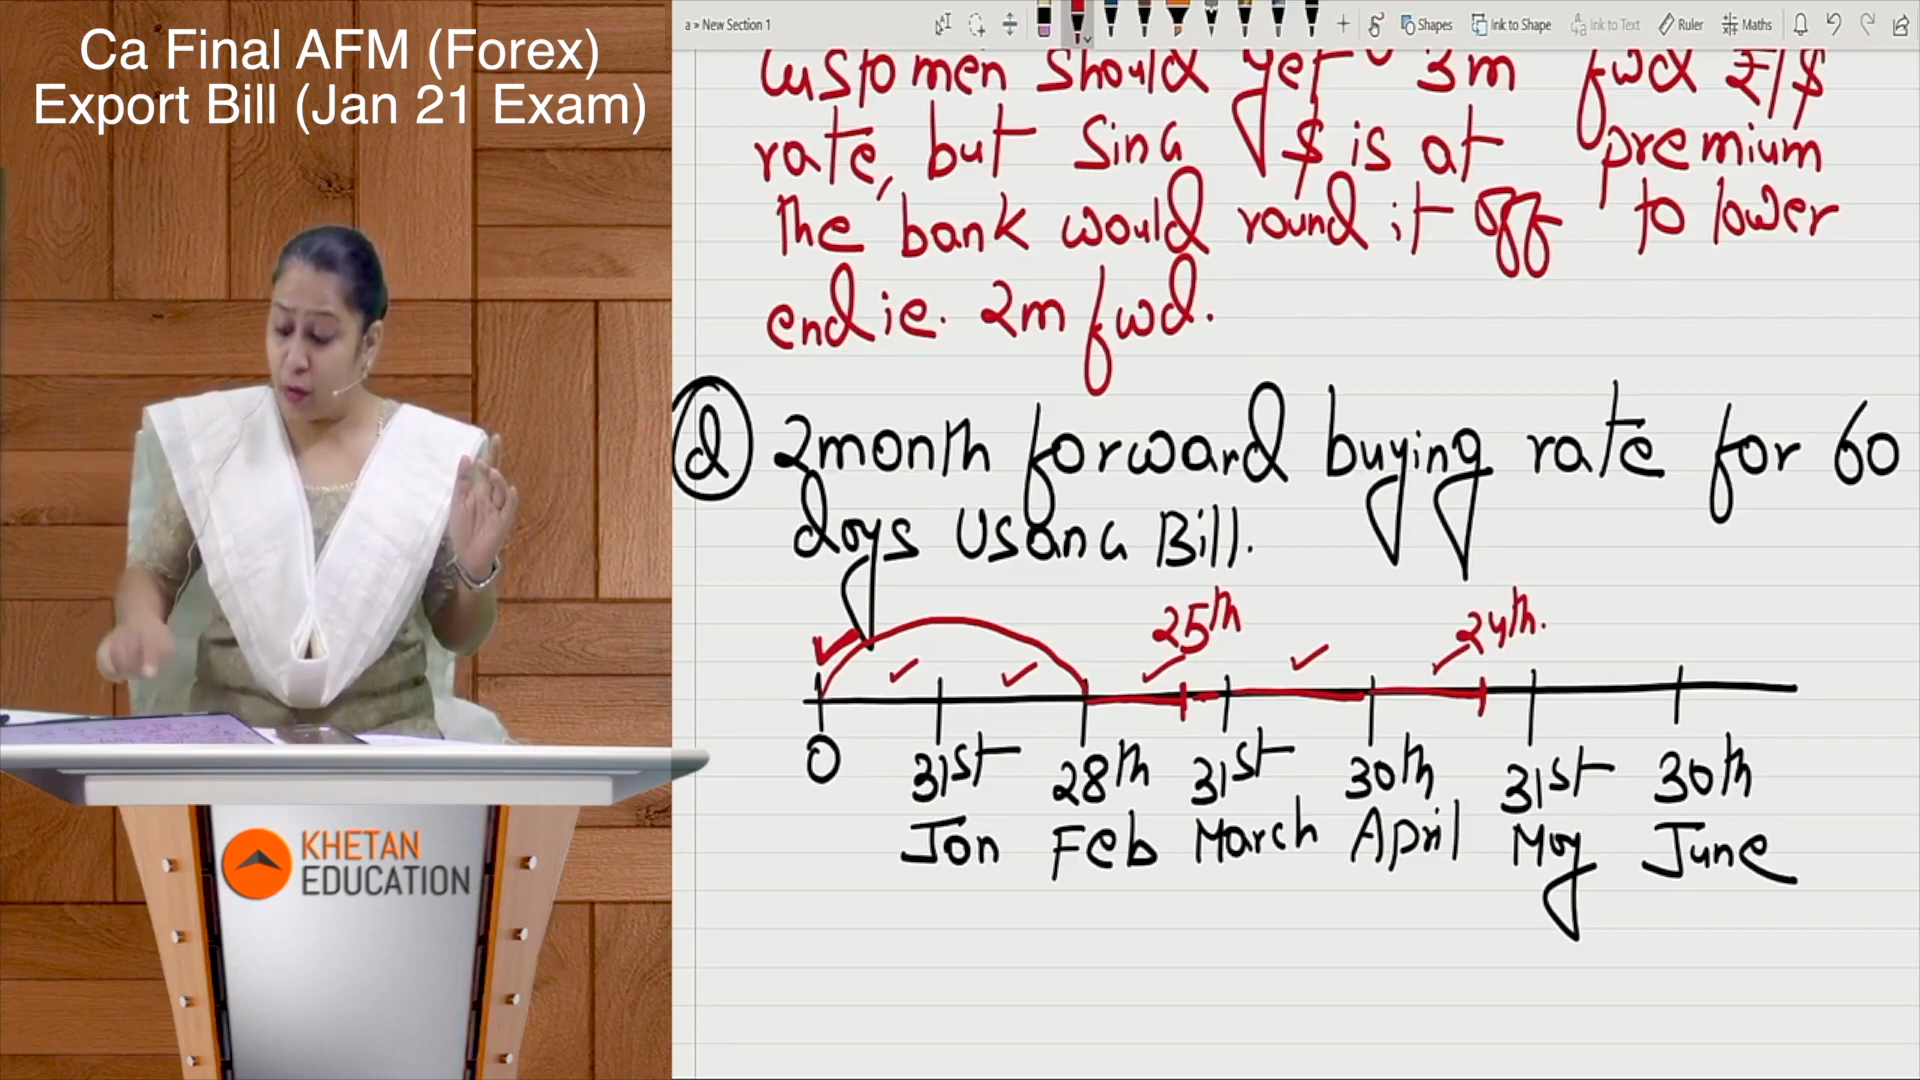 Ca Final AFM (Forex)
Export Bill (Jan 21 Exam)
a » New Section 1
Shapes
Ink to Shape
Ink to Text
Ruler
Maths
customer should get 3m fwd ₹/$
rate, but since $ is at premium
the bank would round it off to lower
end ie. 2m fwd.
d 2month forward buying rate for 60
days Usance Bill.
25th 24th.
0 31st 28th 31st 30th 31st 30th
Jan Feb March April May June
KHETAN
EDUCATION